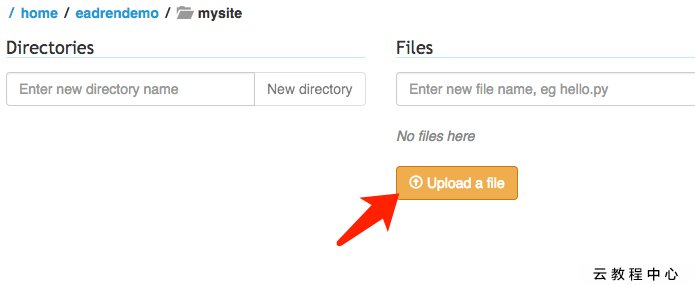 / home / eadrendemo / mysite
Directories
Files
Enter new directory name
New directory
Enter new file name, eg hello.py
No files here
Upload a file
云教程中心